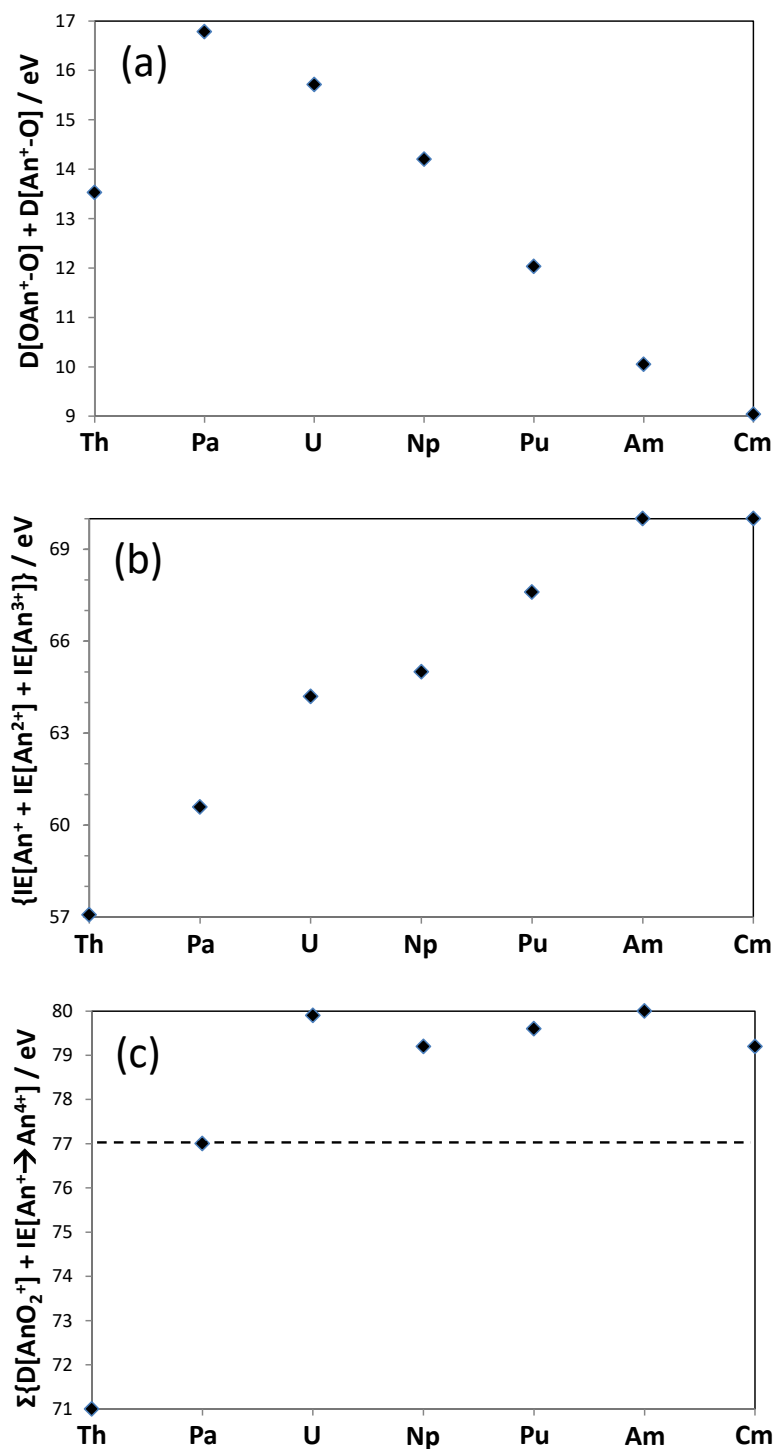 (a)
D[OAn⁺-O] + D[An⁺-O] / eV
17
16
15
14
13
12
11
10
9
Th Pa U Np Pu Am Cm
(b)
{IE[An⁺ + IE[An²⁺] + IE[An³⁺]} / eV
69
66
63
60
57
Th Pa U Np Pu Am Cm
(c)
Σ{D[AnO₂⁺] + IE[An⁺→An⁴⁺] / eV
80
79
78
77
76
75
74
73
72
71
Th Pa U Np Pu Am Cm